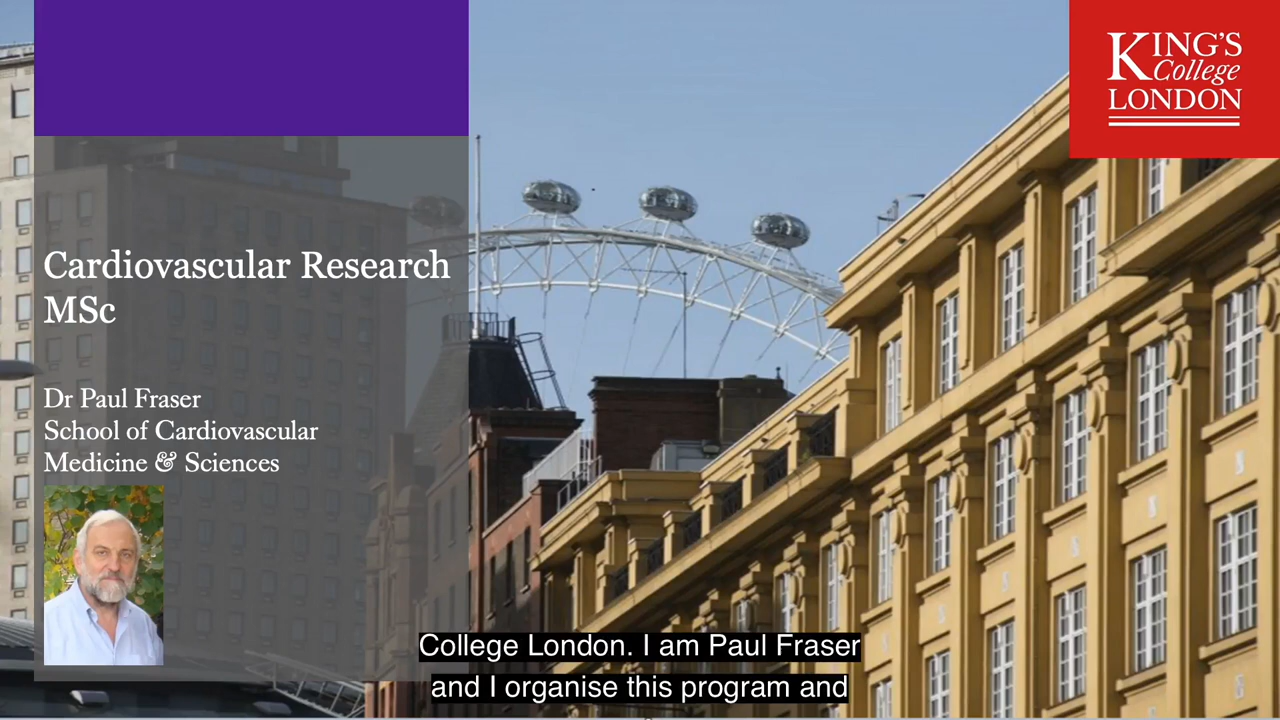 KING'S
College
LONDON
Cardiovascular Research
MSc
Dr Paul Fraser
School of Cardiovascular
Medicine & Sciences
College London. I am Paul Fraser
and I organise this program and